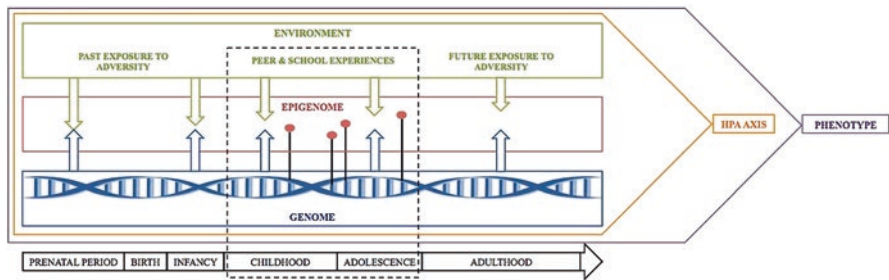 ENVIRONMENT
PAST EXPOSURE TO
ADVERSITY
PEER & SCHOOL EXPERIENCES
FUTURE EXPOSURE TO
ADVERSITY
EPIGENOME
HPA AXIS
PHENOTYPE
GENOME
PRENATAL PERIOD
BIRTH
INFANCY
CHILDHOOD
ADOLESCENCE
ADULTHOOD